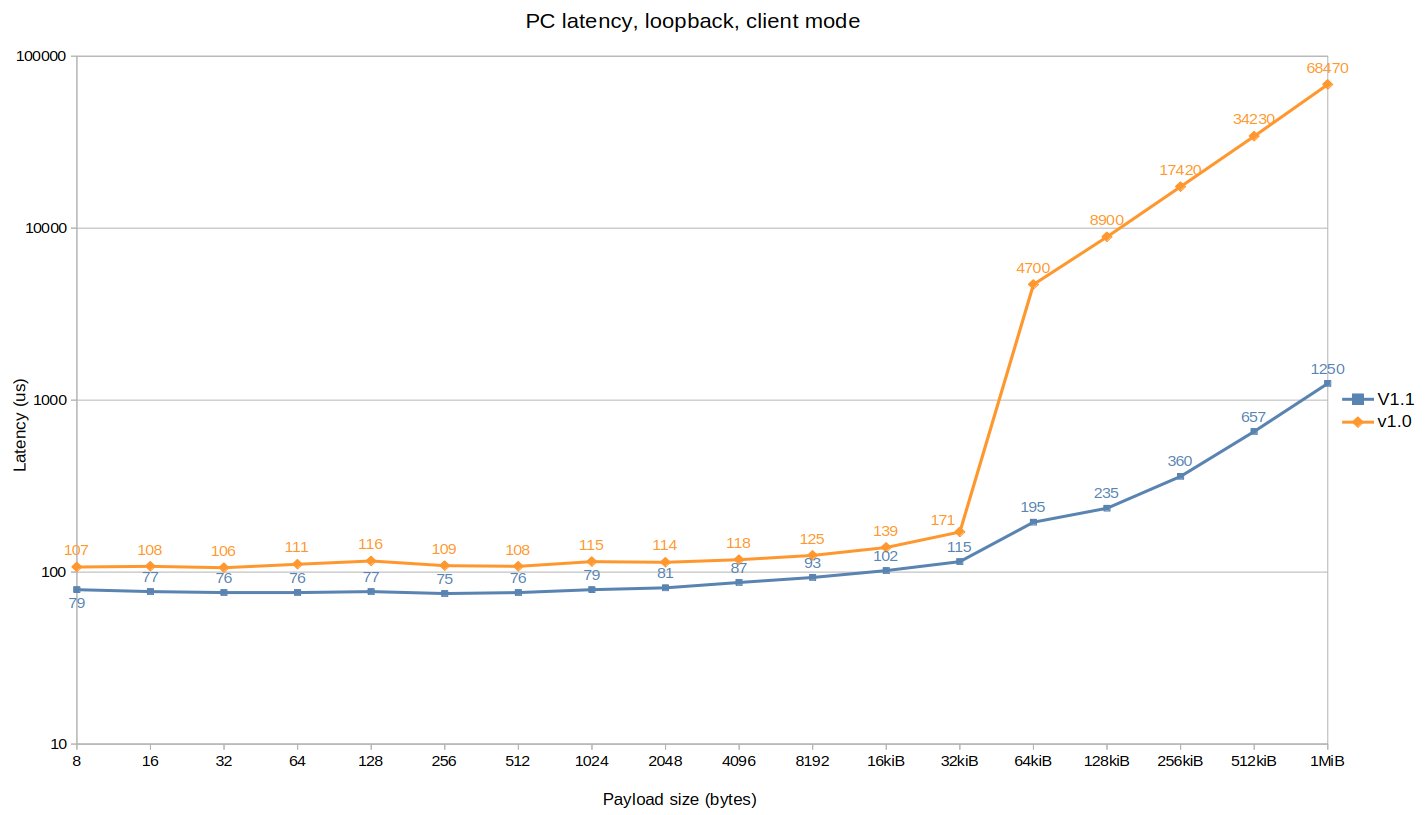 PC latency, loopback, client mode
100000
10000
1000
100
10
Latency (us)
68470
34230
17420
8900
4700
1250
657
360
235
195
107 108 106 111 116 109 108 115 114 118 125 139 171
79 77 76 76 77 75 76 79 81 87 93 102 115
V1.1
v1.0
8 16 32 64 128 256 512 1024 2048 4096 8192 16kiB 32kiB 64kiB 128kiB 256kiB 512kiB 1MiB
Payload size (bytes)